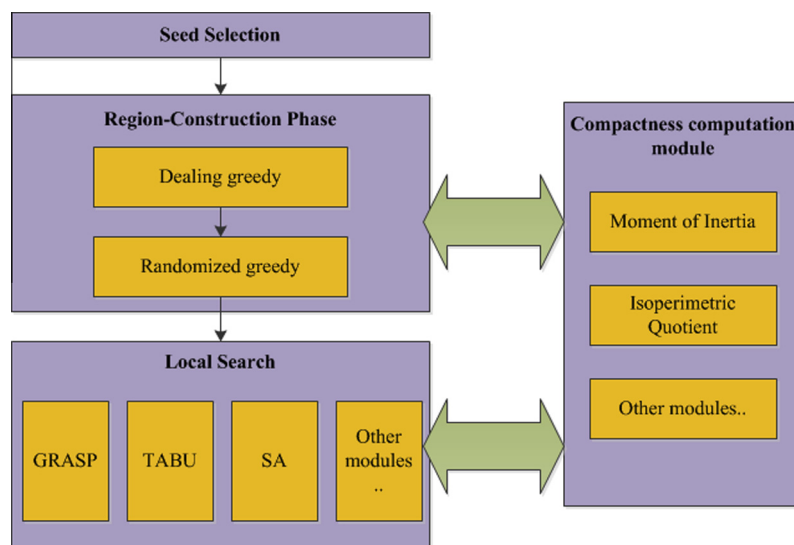 Seed Selection
Region-Construction Phase
Dealing greedy
Randomized greedy
Local Search
GRASP
TABU
SA
Other
modules
..
Compactness computation
module
Moment of Inertia
Isoperimetric
Quotient
Other modules..